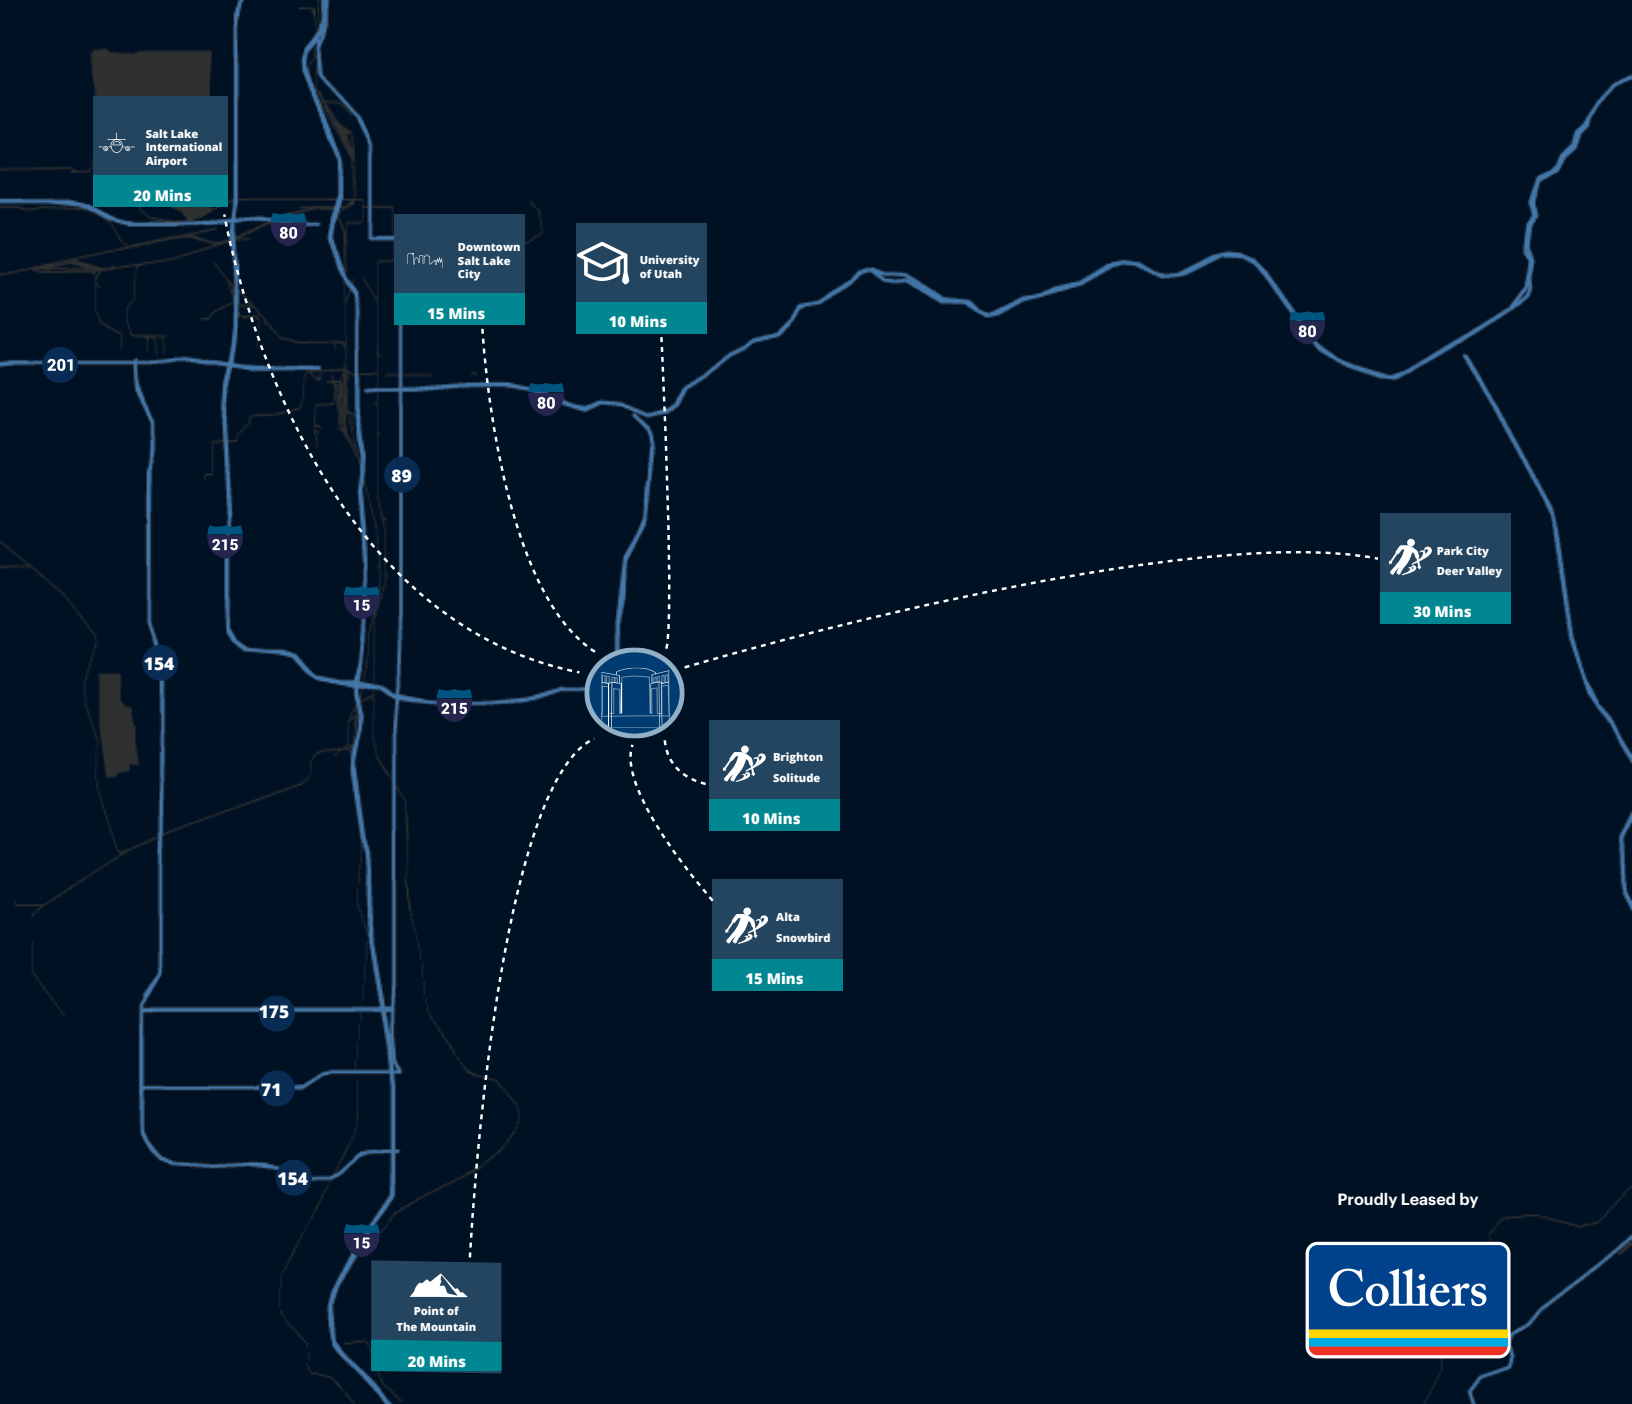 Salt Lake
International
Airport
20 Mins
80
Downtown
Salt Lake
City
15 Mins
University
of Utah
10 Mins
80
201
80
89
215
15
Park City
Deer Valley
30 Mins
154
215
Brighton
Solitude
10 Mins
Alta
Snowbird
15 Mins
175
71
154
15
Proudly Leased by
Colliers
Point of
The Mountain
20 Mins